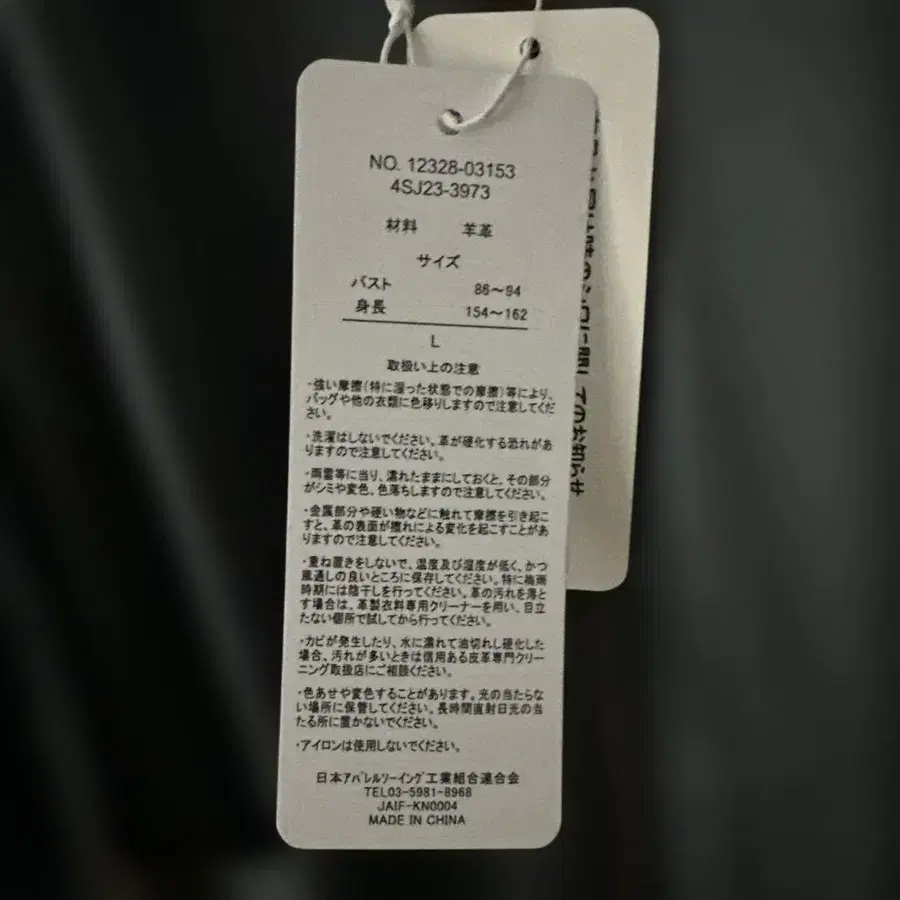 NO. 12328-03153
4SJ23-3973
材料 羊革
サイズ
バスト 86～94
身長 154～162
L
取扱い上の注意
・強い摩擦(特に湿った状態での摩擦)等により、
バッグや他の衣類に色移りしますので注意してくだ
さい。
・洗濯はしないでください。革が硬化する恐れがあ
りますので注意してください。
・雨雲等に当り、濡れたままにしておくと、その部分
がシミや変色、色落ちしますので注意してください。
・金属部分や硬い物などに触れて摩擦を引き起こ
すと、革の表面が擦れによる変化を起こすことがあ
りますので注意してください。
・重ね置きをしないで、温度及び湿度が低く、かつ
風通しの良いところに保存してください。特に梅雨
時期には陰干しを行ってください。革の汚れを落と
す場合は、革製衣料専用クリーナーを用い、目立
たない個所で試してから行ってください。
・カビが発生したり、水に濡れて油切れし硬化した
場合、汚れが多いときは信用ある皮革専門クリー
ニング取扱店にご相談ください。
・色あせや変色することがあります。光の当たらな
い場所に保管してください。長時間直射日光の当
たる所に置かないでください。
・アイロンは使用しないでください。
日本アパレルソーイング工業組合連合会
TEL03-5981-8968
JAIF-KN0004
MADE IN CHINA
のお知らせ